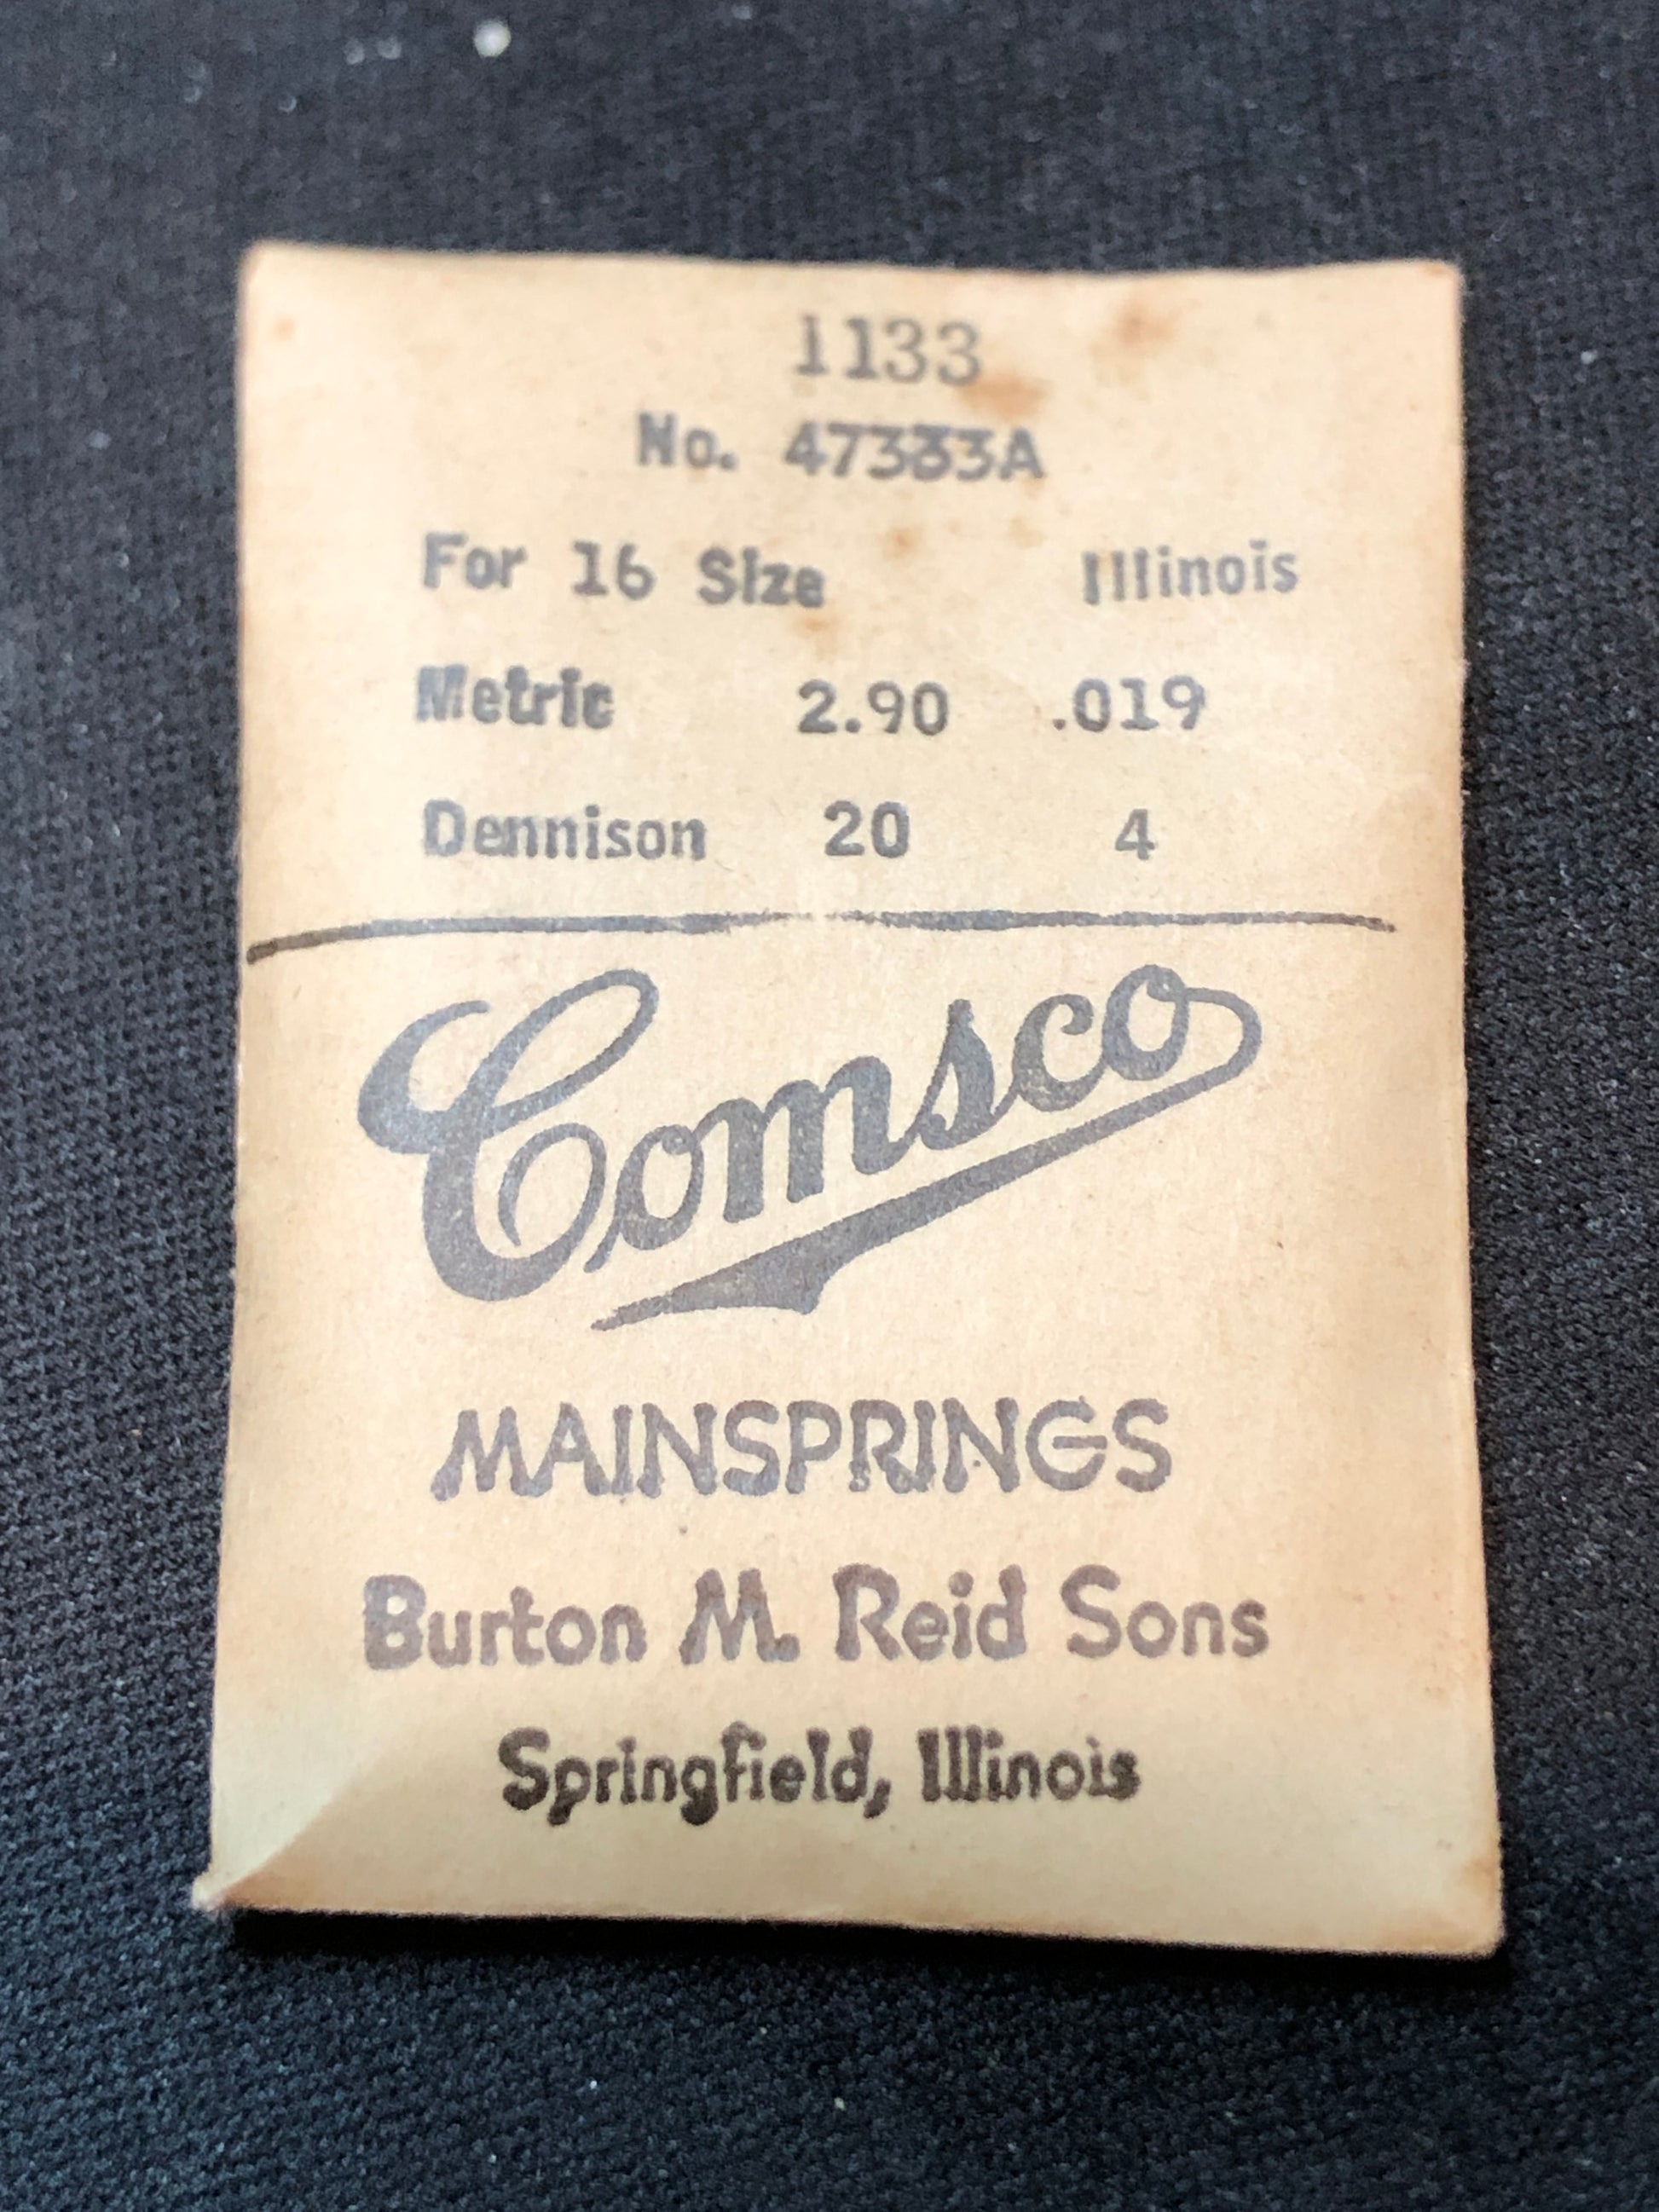 1133
No. 47333A
For 16 Size Illinois
Metric 2.90 .019
Dennison 20 4
Comsco
MAINSPRINGS
Burton M. Reid Sons
Springfield, Illinois